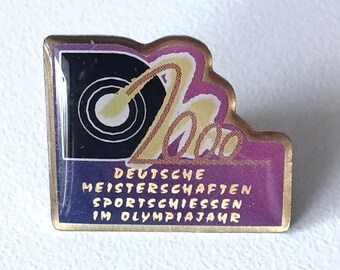 2000
DEUTSCHE
MEISTERSCHAFTEN
SPORTSCHIESSEN
IM OLYMPIAJAHR